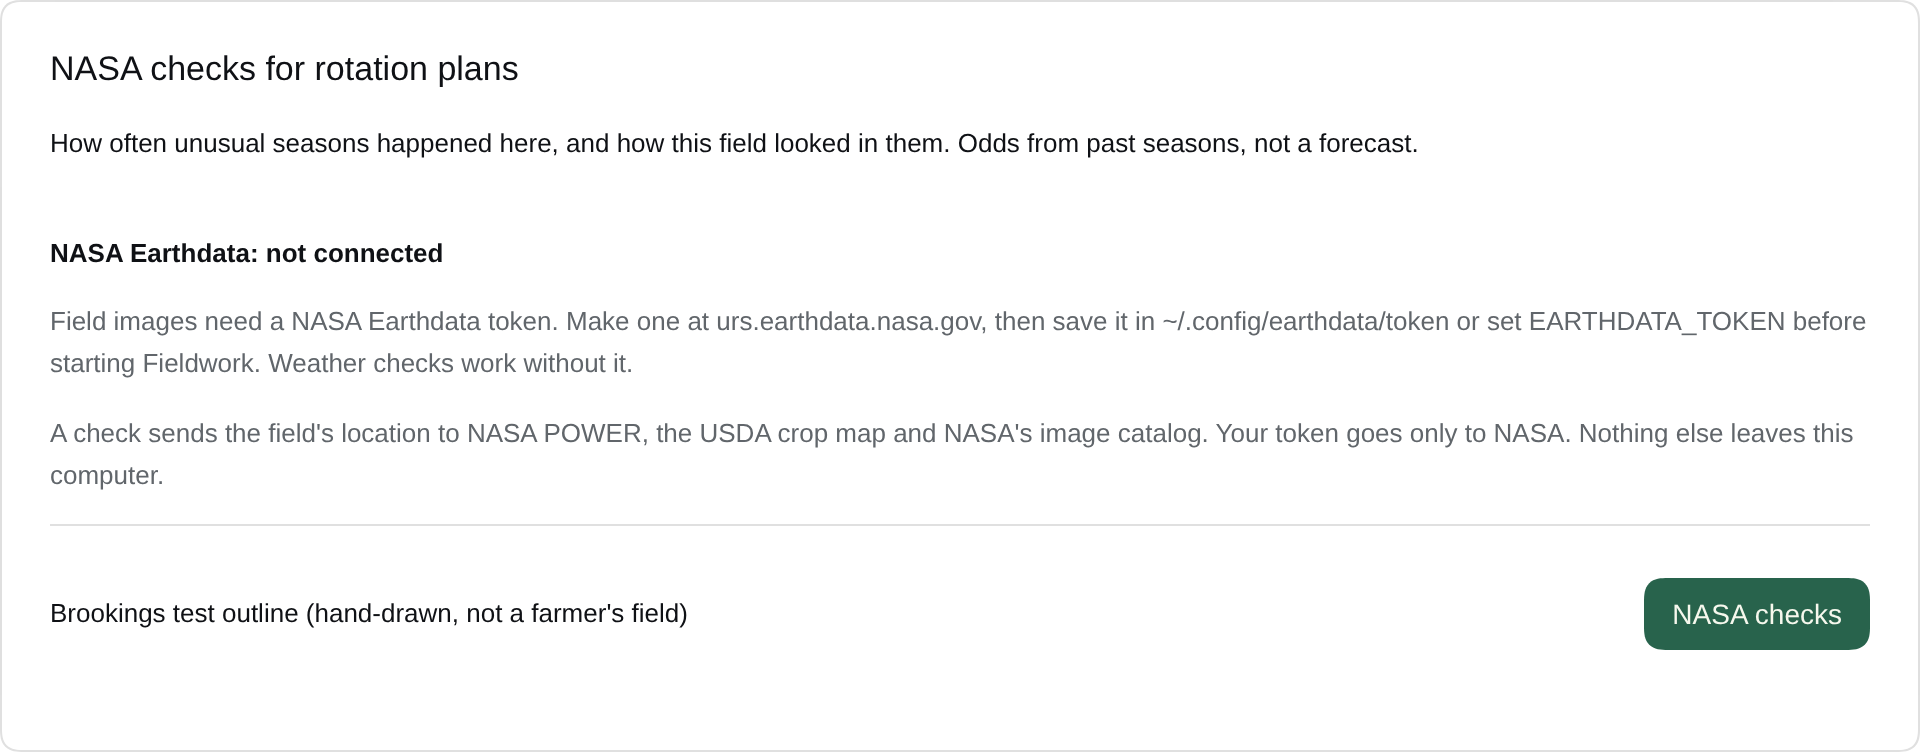 NASA checks for rotation plans
How often unusual seasons happened here, and how this field looked in them. Odds from past seasons, not a forecast.
NASA Earthdata: not connected
Field images need a NASA Earthdata token. Make one at urs.earthdata.nasa.gov, then save it in ~/.config/earthdata/token or set EARTHDATA_TOKEN before
starting Fieldwork. Weather checks work without it.
A check sends the field's location to NASA POWER, the USDA crop map and NASA's image catalog. Your token goes only to NASA. Nothing else leaves this
computer.
Brookings test outline (hand-drawn, not a farmer's field)
NASA checks